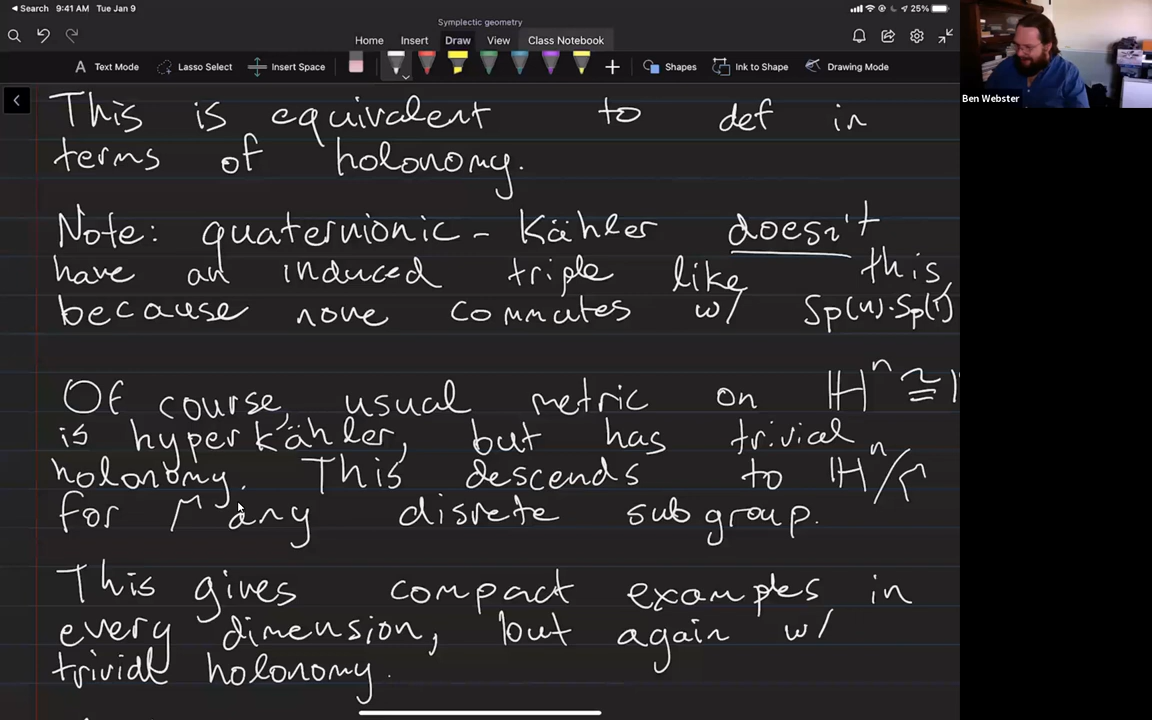 Search 9:41 AM Tue Jan 9
Symplectic geometry
25%
Home Insert Draw View Class Notebook
Text Mode Lasso Select Insert Space Shapes Ink to Shape Drawing Mode
Ben Webster
This is equivalent to def in
terms of holonomy.
Note: quaternionic-Kähler doesn't
have an induced triple like this,
because none commutes w/ Sp(n)·Sp(1)
Of course, usual metric on ℍⁿ ≅
is hyperkähler, but has trivial
holonomy. This descends to ℍⁿ/Γ
for Γ any disrete subgroup.
This gives compact examples in
every dimension, but again w/
trivial holonomy.